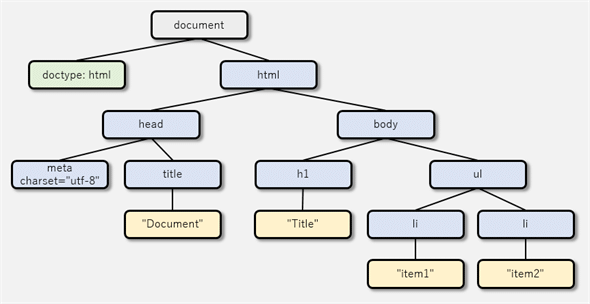 document
doctype: html
html
head
body
meta
charset="utf-8"
title
h1
ul
"Document"
"Title"
li
li
"item1"
"item2"